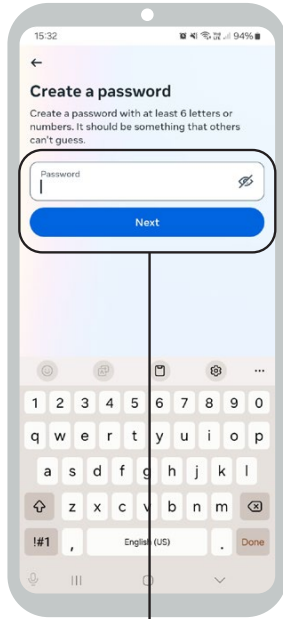 15:32 94%
Create a password
Create a password with at least 6 letters or
numbers. It should be something that others
can't guess.
Password
Next
1 2 3 4 5 6 7 8 9 0
q w e r t y u i o p
a s d f g h j k l
z x c v b n m
!#1 , English (US) . Done